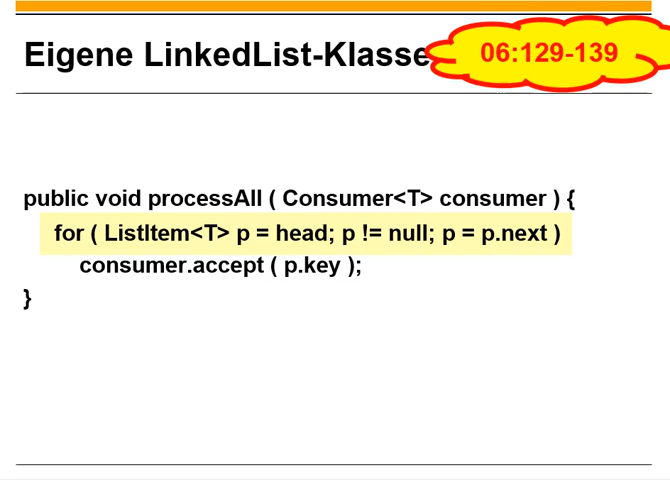 Eigene LinkedList-Klasse
06:129-139
public void processAll ( Consumer<T> consumer ) {
for ( ListItem<T> p = head; p != null; p = p.next )
consumer.accept ( p.key );
}